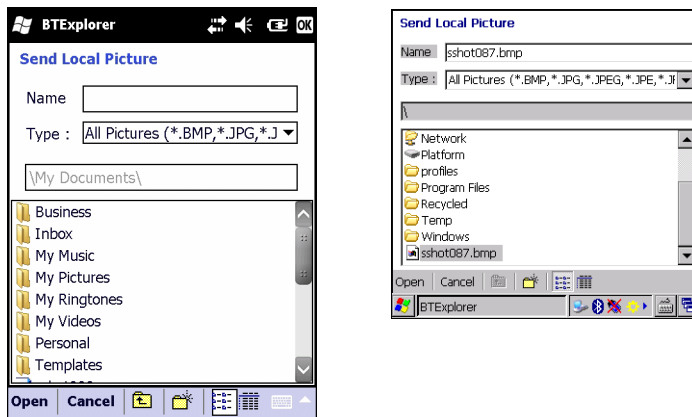 BTExplorer OK
Send Local Picture
Name
Type : All Pictures (*.BMP,*.JPG,*.J
\My Documents\
Business
Inbox
My Music
My Pictures
My Ringtones
My Videos
Personal
Templates
Open Cancel
Send Local Picture
Name sshot087.bmp
Type : All Pictures (*.BMP,*.JPG,*.JPEG,*.JPE,*.JF
\
Network
Platform
profiles
Program Files
Recycled
Temp
Windows
sshot087.bmp
Open Cancel
BTExplorer